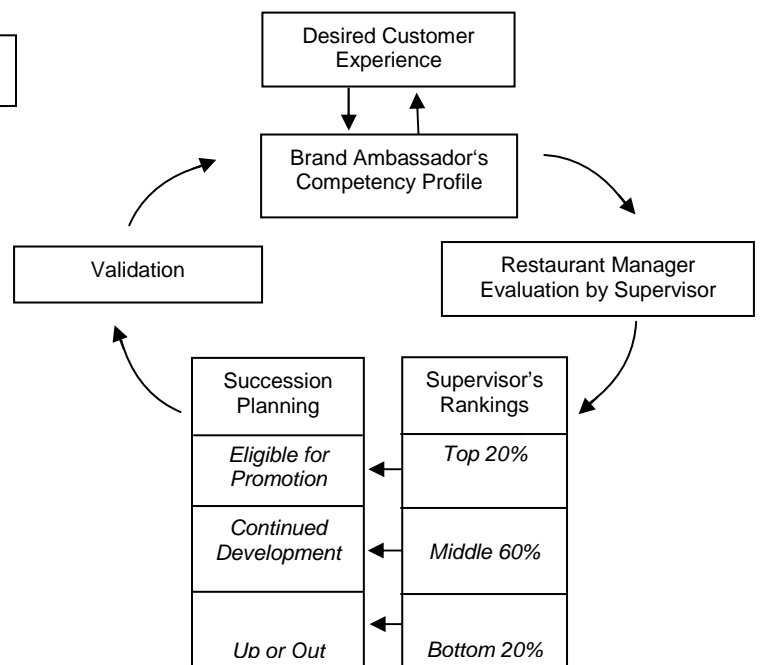 Desired Customer
Experience
Brand Ambassador‘s
Competency Profile
Validation
Restaurant Manager
Evaluation by Supervisor
Succession
Planning
Supervisor’s
Rankings
Eligible for
Promotion
Top 20%
Continued
Development
Middle 60%
Up or Out
Bottom 20%